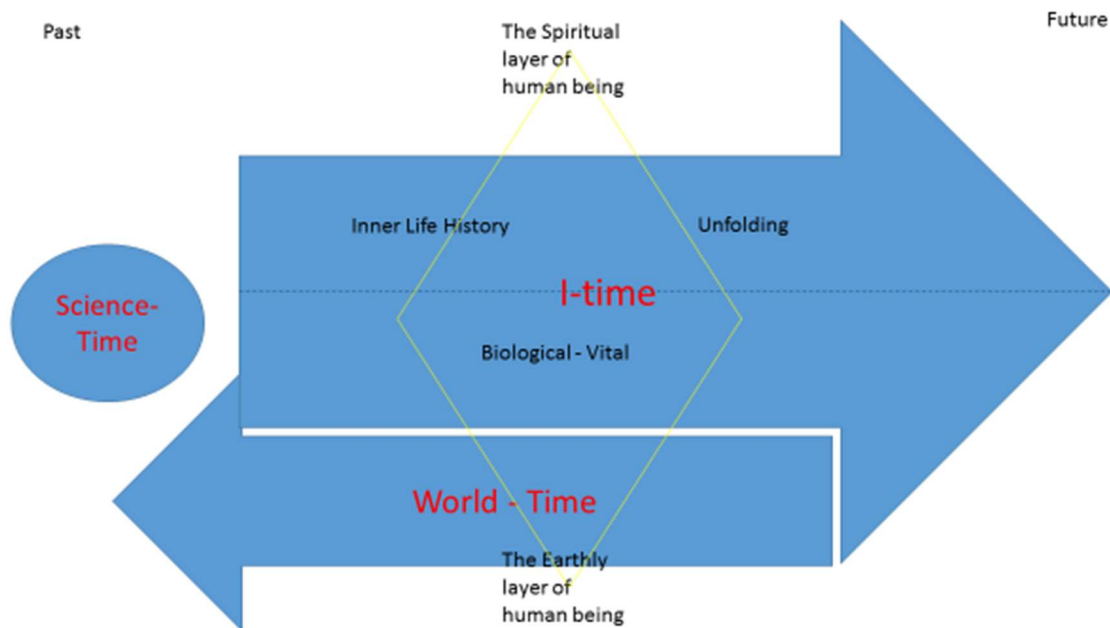 Past
The Spiritual
layer of
human being
Future
Inner Life History
Unfolding
Science-
Time
I-time
Biological - Vital
World - Time
The Earthly
layer of
human being